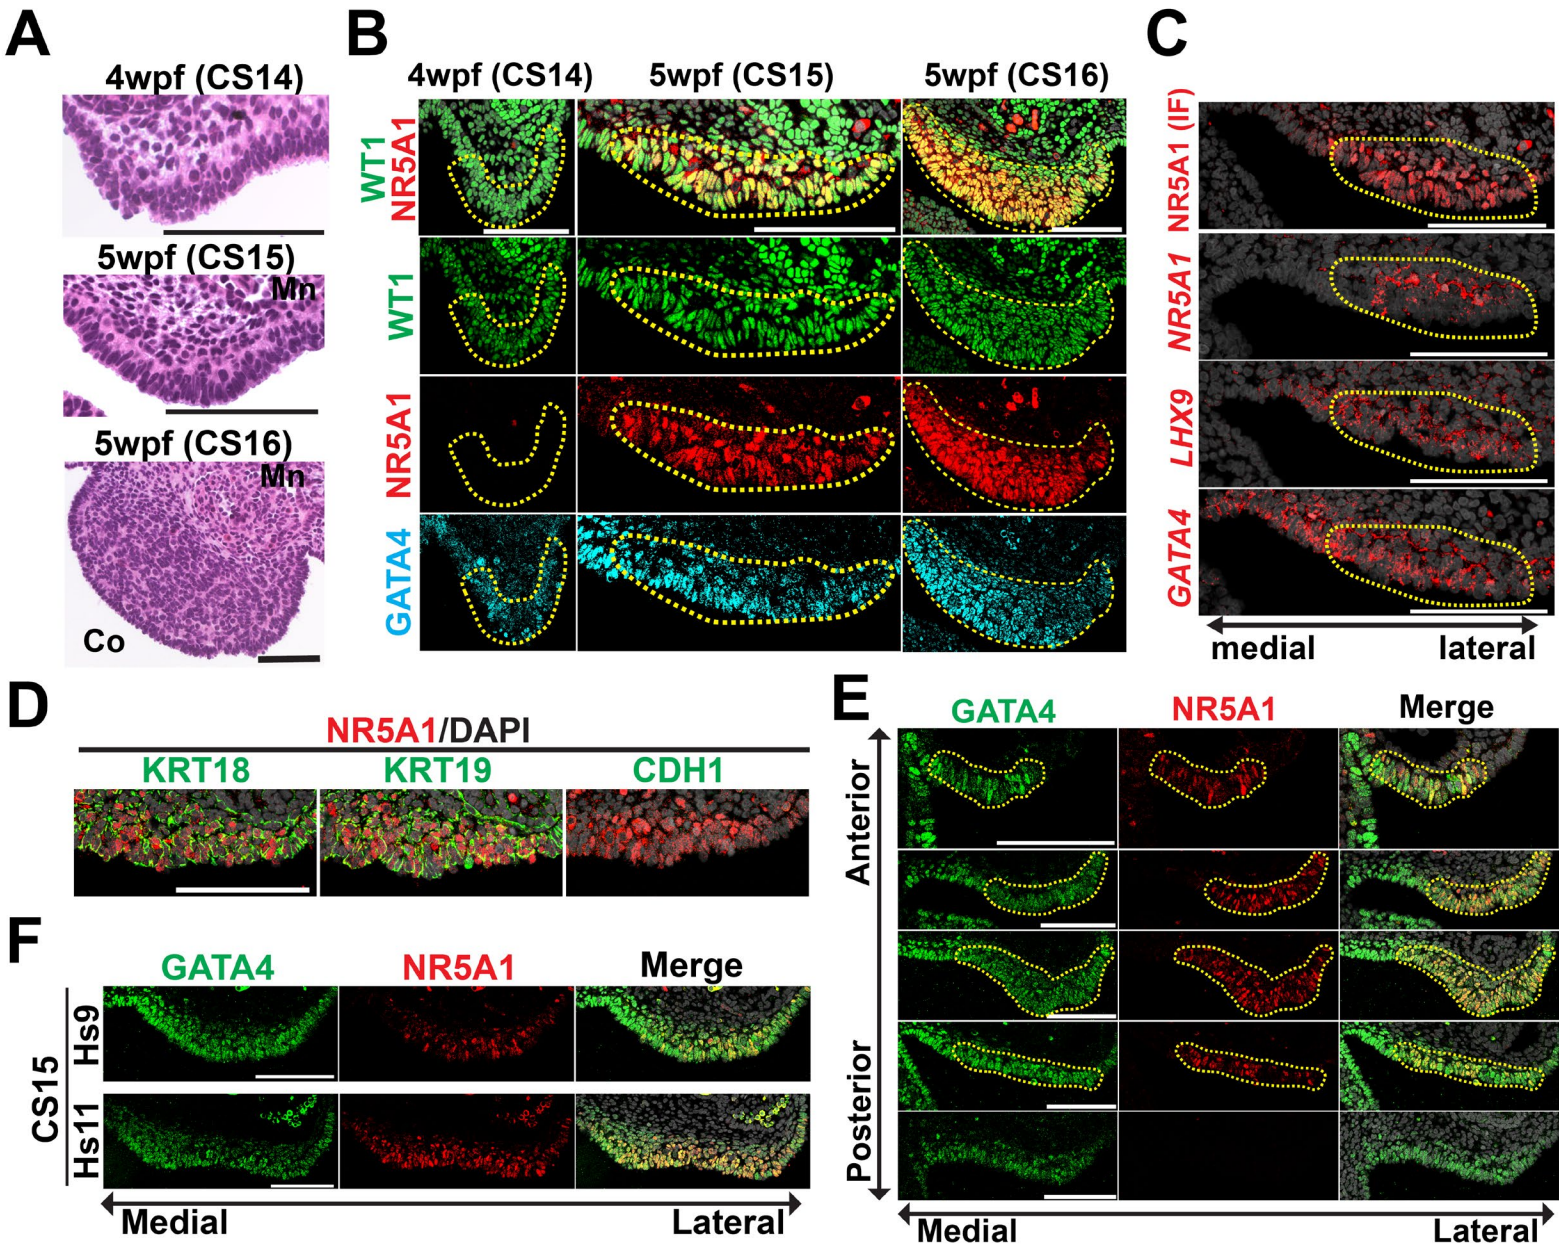 A
4wpf (CS14)
5wpf (CS15)
Mn
5wpf (CS16)
Mn
Co
B
4wpf (CS14)
5wpf (CS15)
5wpf (CS16)
WT1
NR5A1
WT1
NR5A1
GATA4
C
NR5A1 (IF)
NR5A1
LHX9
GATA4
medial
lateral
D
NR5A1/DAPI
KRT18
KRT19
CDH1
E
GATA4
NR5A1
Merge
Anterior
Posterior
Medial
Lateral
F
GATA4
NR5A1
Merge
CS15
Hs9
Hs11
Medial
Lateral